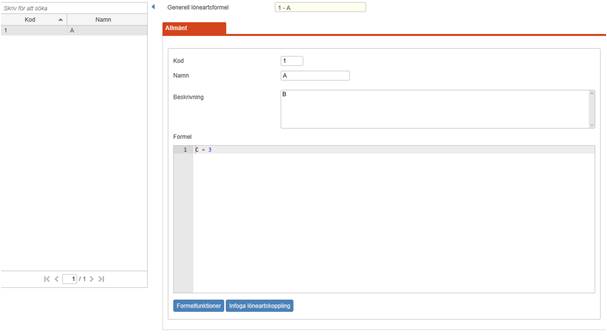 Skriv för att söka
Kod Namn
1 A
1 / 1
Generell löneartsformel 1 - A
Allmänt
Kod 1
Namn A
Beskrivning B
Formel
1 C = 3
Formelfunktioner Infoga löneartskoppling